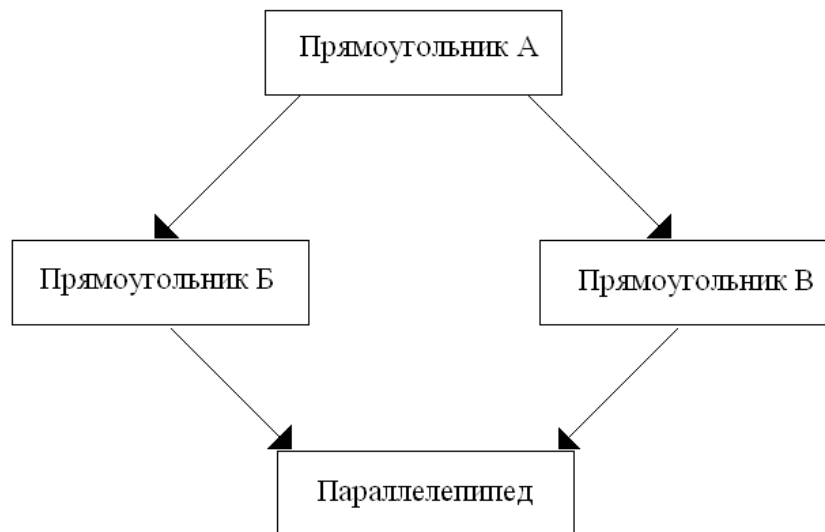 Прямоугольник А
Прямоугольник Б
Прямоугольник В
Параллелепипед